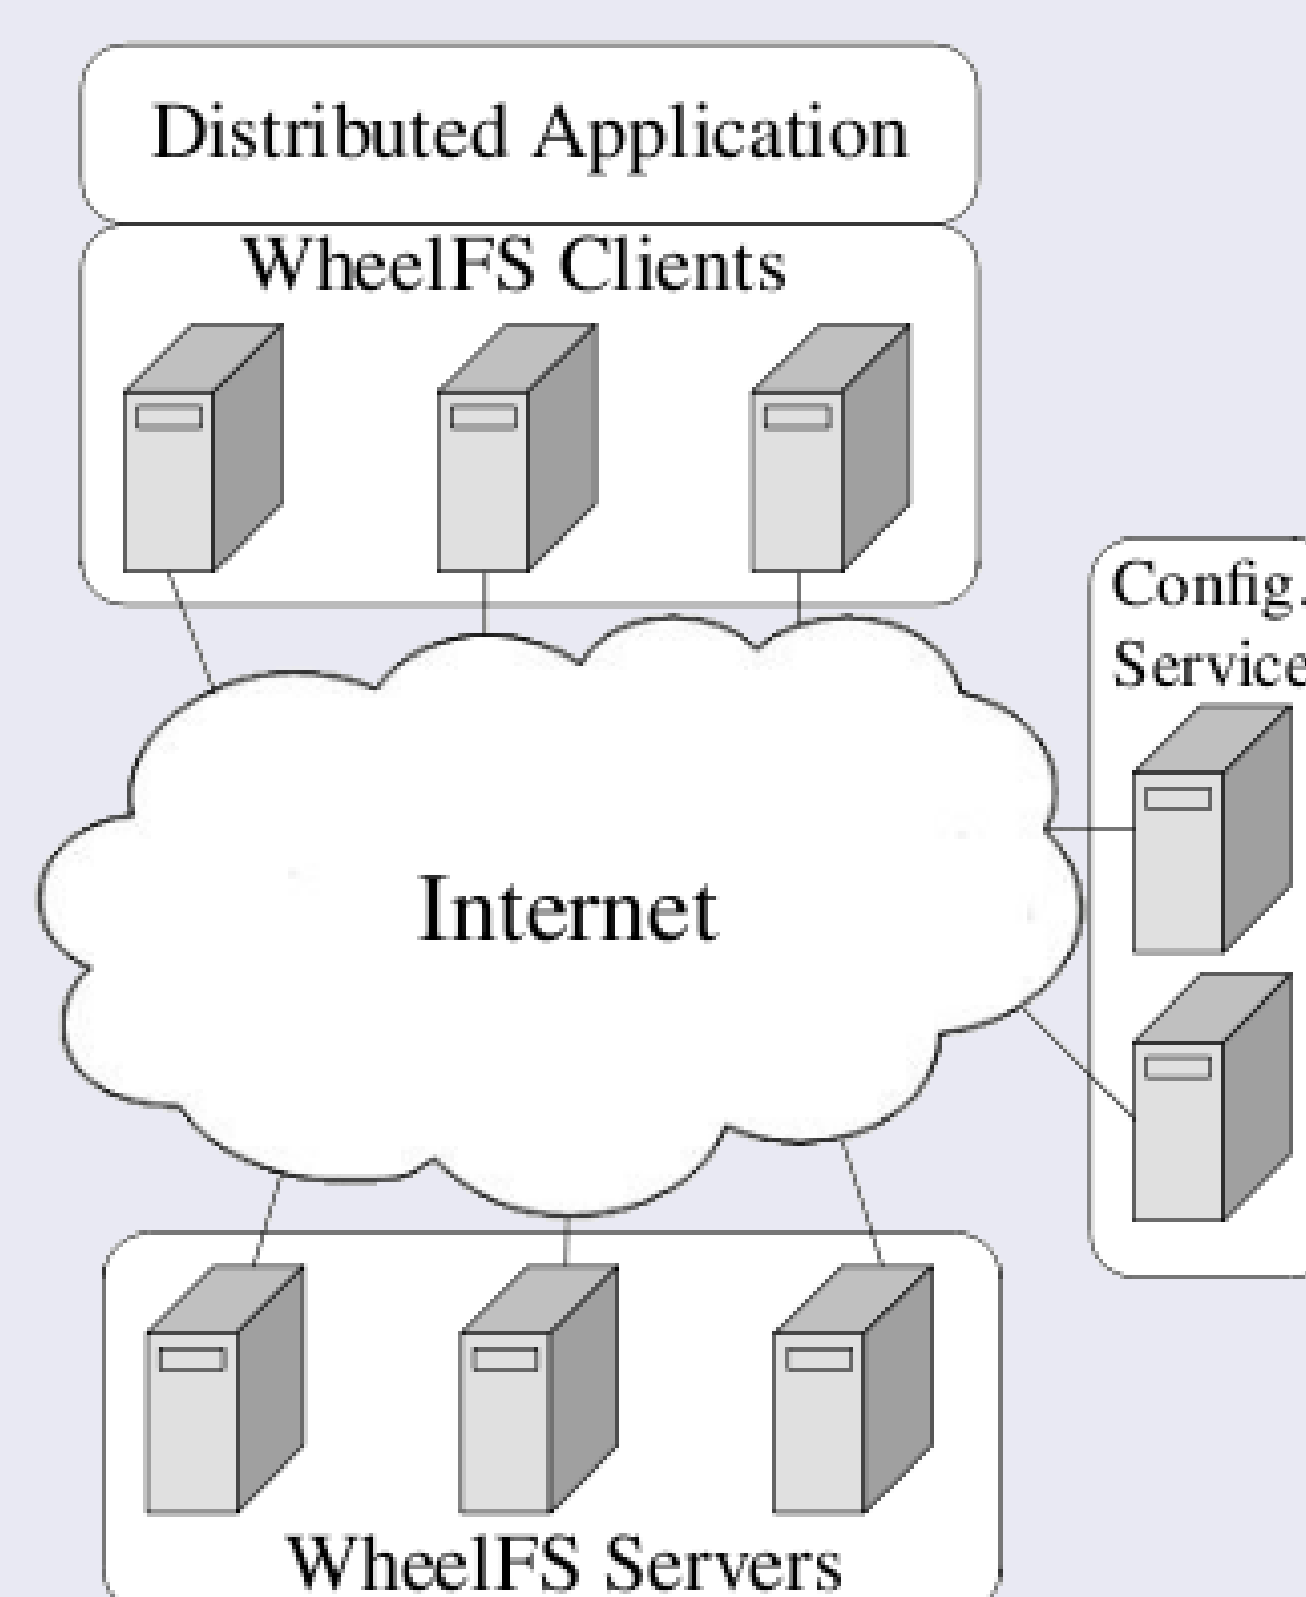 Distributed Application
WheelFS Clients
Config.
Service
Internet
WheelFS Servers